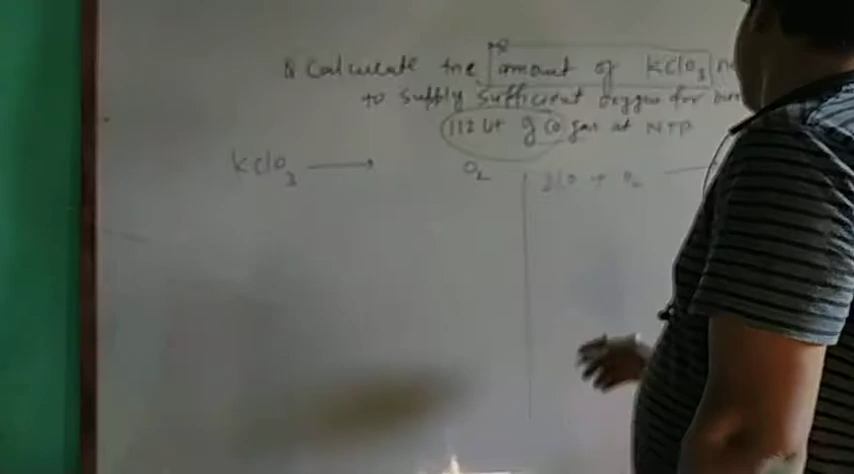 Q Calculate the amount of kclo3
to supply sufficient oxygen for
112 Lt of CO gas at NTP
kclo3 → O2
2CO + O2 →